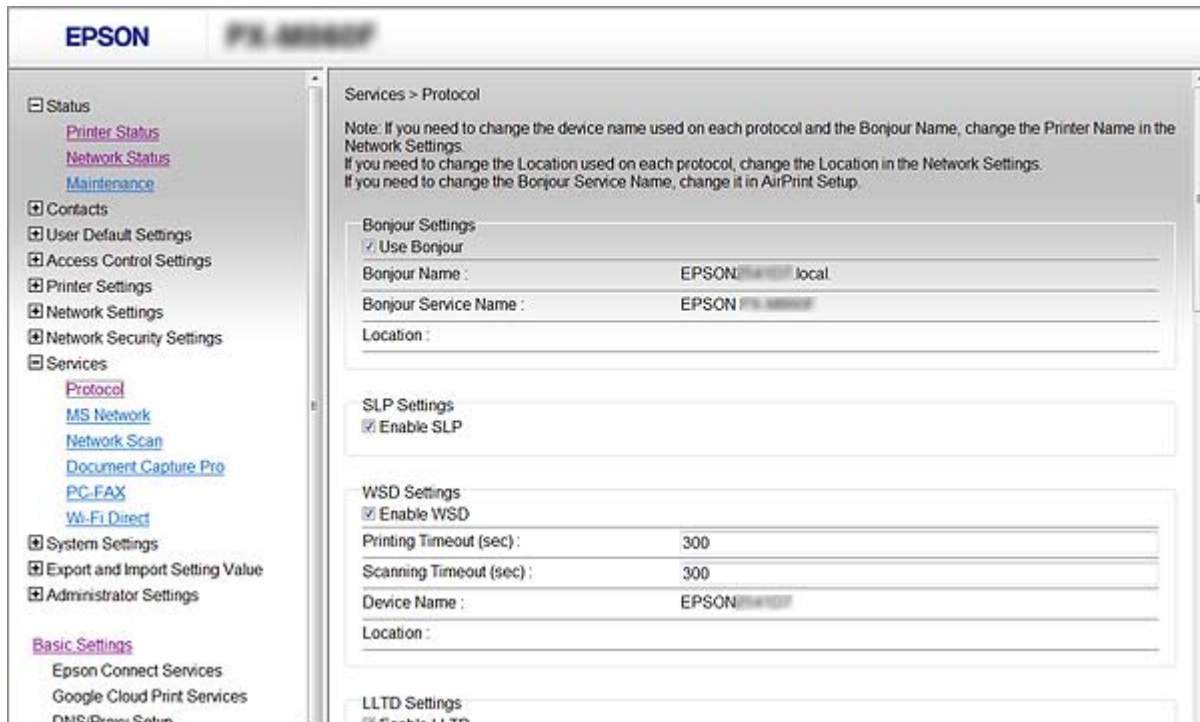 EPSON
Status
Printer Status
Network Status
Maintenance
Contacts
User Default Settings
Access Control Settings
Printer Settings
Network Settings
Network Security Settings
Services
Protocol
MS Network
Network Scan
Document Capture Pro
PC-FAX
Wi-Fi Direct
System Settings
Export and Import Setting Value
Administrator Settings
Basic Settings
Epson Connect Services
Google Cloud Print Services
DNS/Proxy Setup
Services > Protocol
Note: If you need to change the device name used on each protocol and the Bonjour Name, change the Printer Name in the
Network Settings.
If you need to change the Location used on each protocol, change the Location in the Network Settings.
If you need to change the Bonjour Service Name, change it in AirPrint Setup.
Bonjour Settings
Use Bonjour
Bonjour Name : EPSON .local.
Bonjour Service Name : EPSON
Location :
SLP Settings
Enable SLP
WSD Settings
Enable WSD
Printing Timeout (sec) : 300
Scanning Timeout (sec) : 300
Device Name : EPSON
Location :
LLTD Settings
Enable LLTD